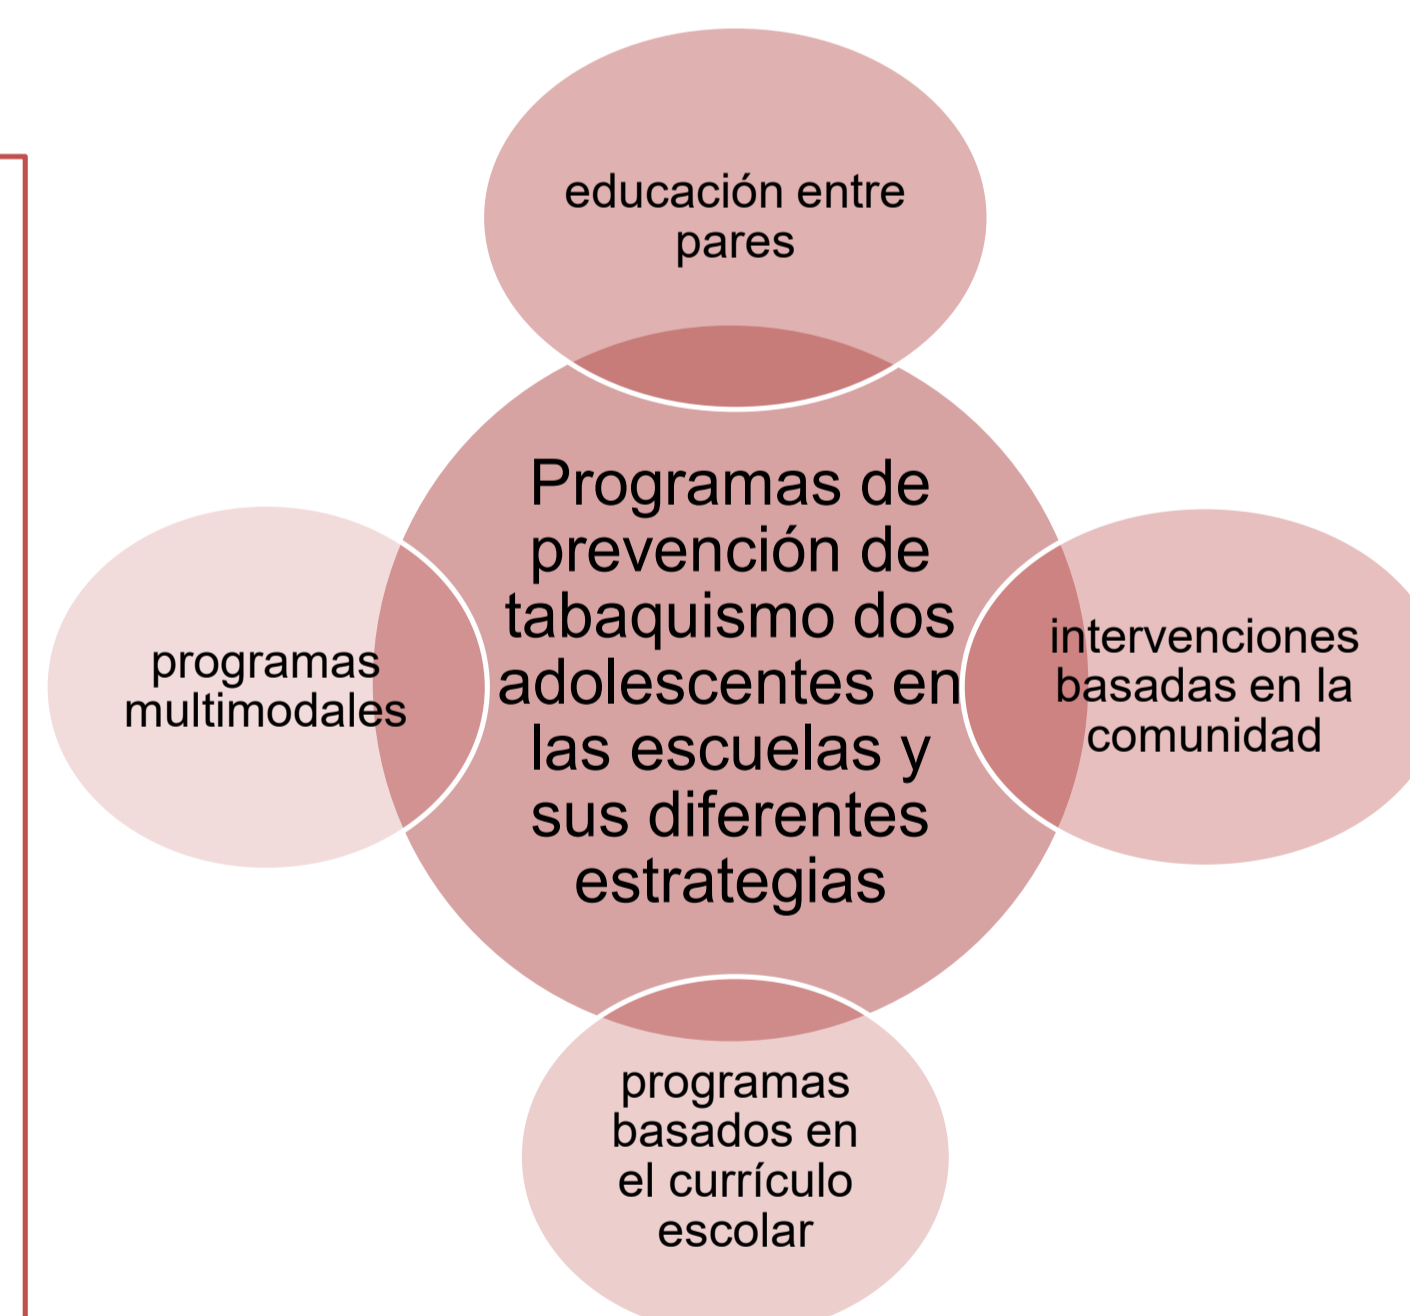 educación entre
pares
Programas de
prevención de
tabaquismo dos
adolescentes en
las escuelas y
sus diferentes
estrategias
programas
multimodales
intervenciones
basadas en la
comunidad
programas
basados en
el currículo
escolar